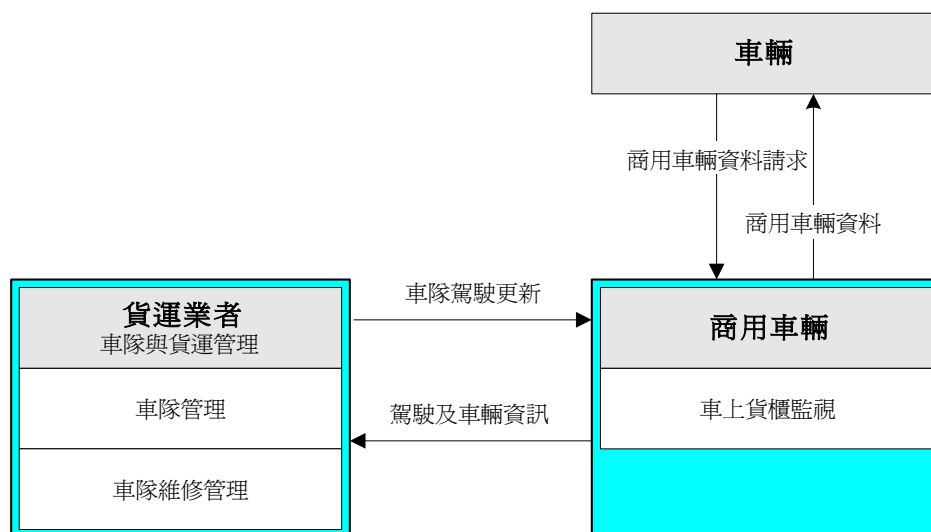 車輛
商用車輛資料請求
商用車輛資料
貨運業者
車隊與貨運管理
車隊管理
車隊維修管理
車隊駕駛更新
駕駛及車輛資訊
商用車輛
車上貨櫃監視